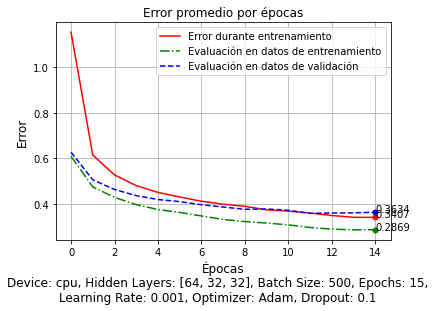 Error promedio por épocas
Error durante entrenamiento
Evaluación en datos de entrenamiento
Evaluación en datos de validación
Error
1.0
0.8
0.6
0.4
0.3634
0.3407
0.2869
0 2 4 6 8 10 12 14
Épocas
Device: cpu, Hidden Layers: [64, 32, 32], Batch Size: 500, Epochs: 15,
Learning Rate: 0.001, Optimizer: Adam, Dropout: 0.1